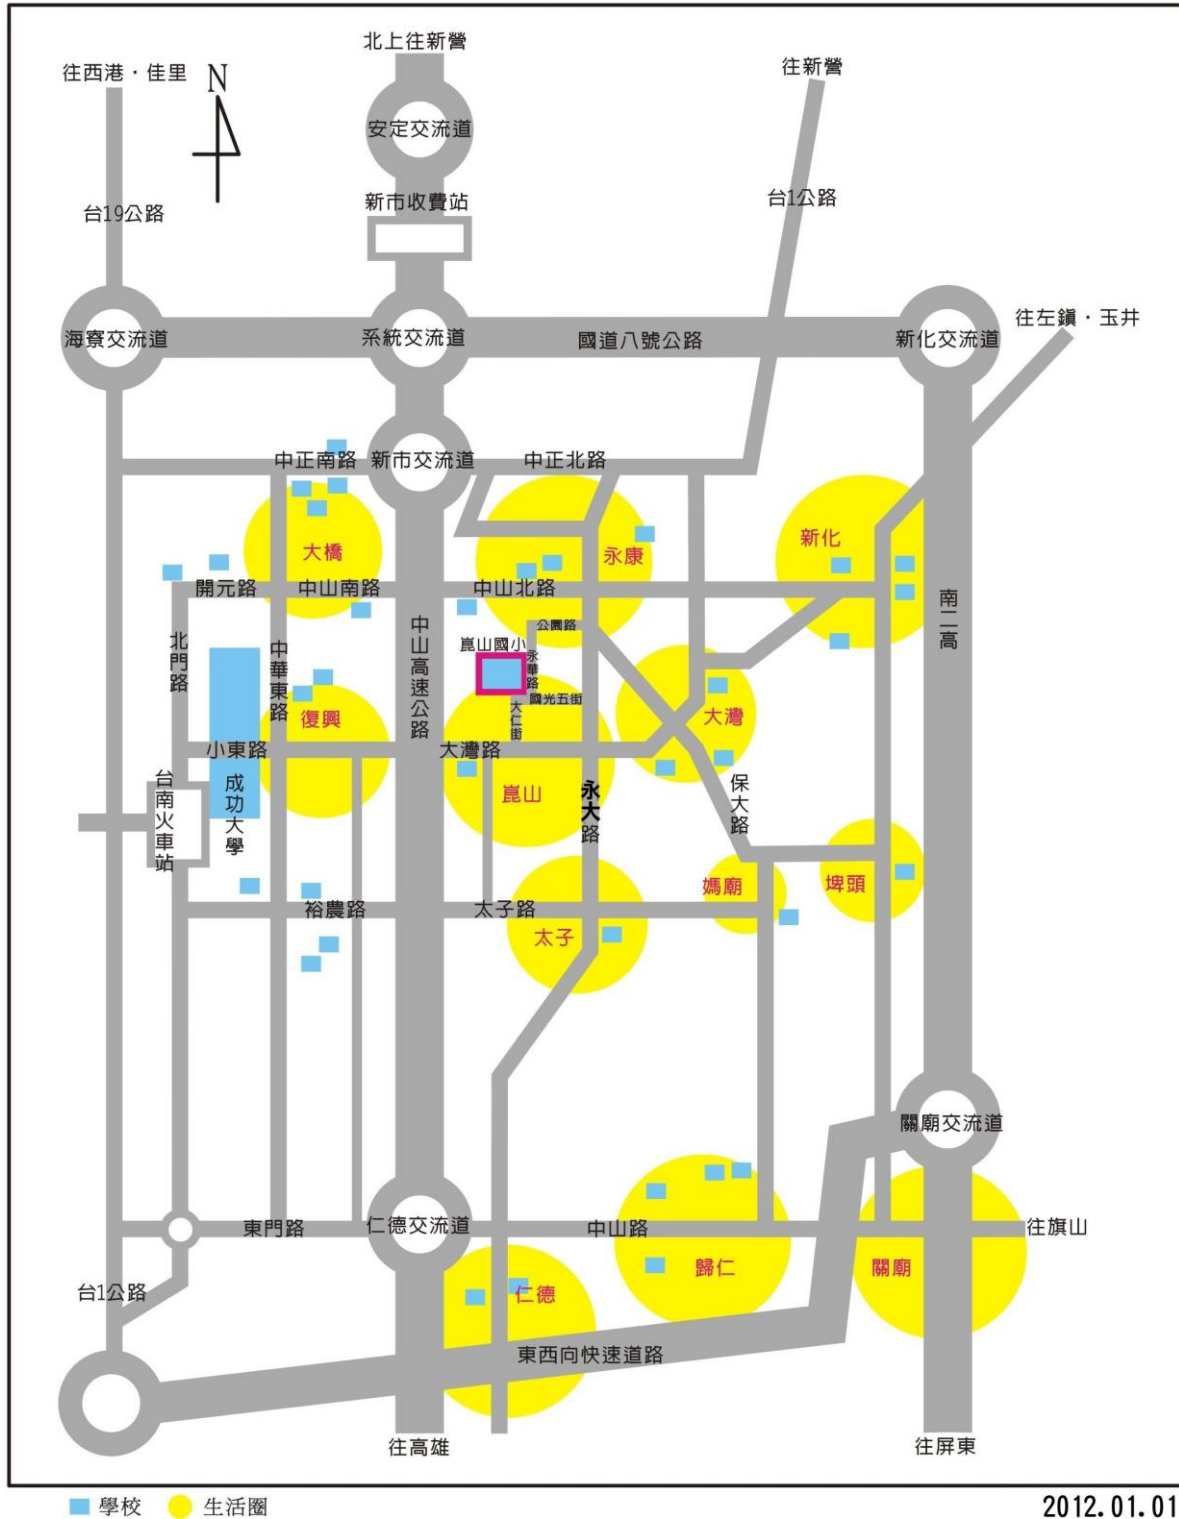 北上往新營
往西港・佳里
N
往新營
安定交流道
新市收費站
台19公路
台1公路
海寮交流道
系統交流道
國道八號公路
新化交流道
往左鎮・玉井
中正南路
新市交流道
中正北路
大橋
永康
新化
開元路
中山南路
中山北路
南二高
北門路
中華東路
中山高速公路
崑山國小
公園路
永華路
國光五街
大仁街
復興
大灣
小東路
大灣路
台南火車站
成功大學
崑山
永大路
保大路
媽廟
埤頭
裕農路
太子路
太子
關廟交流道
東門路
仁德交流道
中山路
往旗山
台1公路
仁德
歸仁
關廟
東西向快速道路
往高雄
往屏東
學校
生活圈
2012.01.01